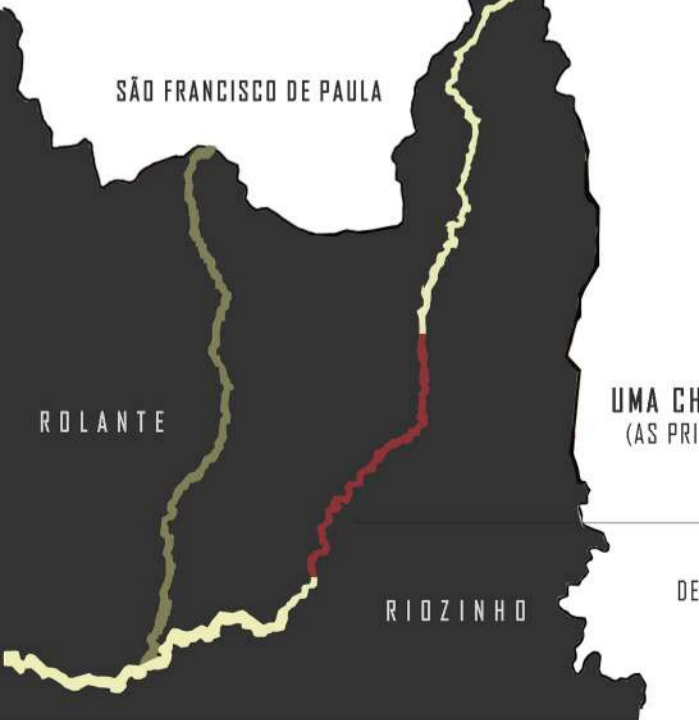 SÃO FRANCISCO DE PAULA
UMA CH
(AS PRI
ROLANTE
DE
RIOZINHO